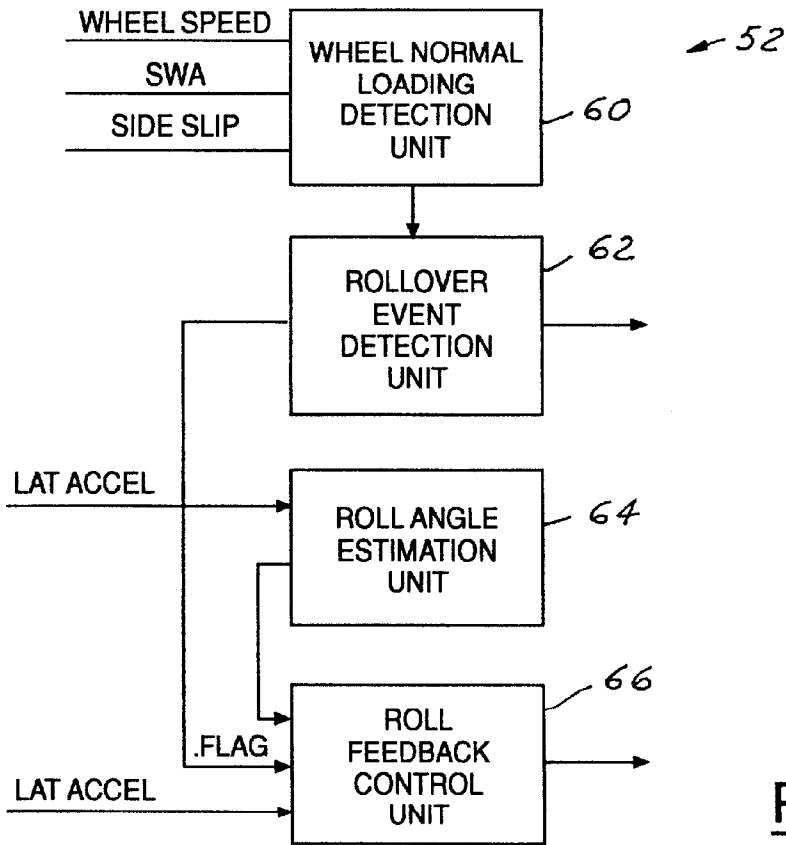 WHEEL SPEED
SWA
SIDE SLIP
WHEEL NORMAL
LOADING
DETECTION
UNIT
52
60
ROLLOVER
EVENT
DETECTION
UNIT
62
LAT ACCEL
ROLL ANGLE
ESTIMATION
UNIT
64
.FLAG
LAT ACCEL
ROLL
FEEDBACK
CONTROL
UNIT
66